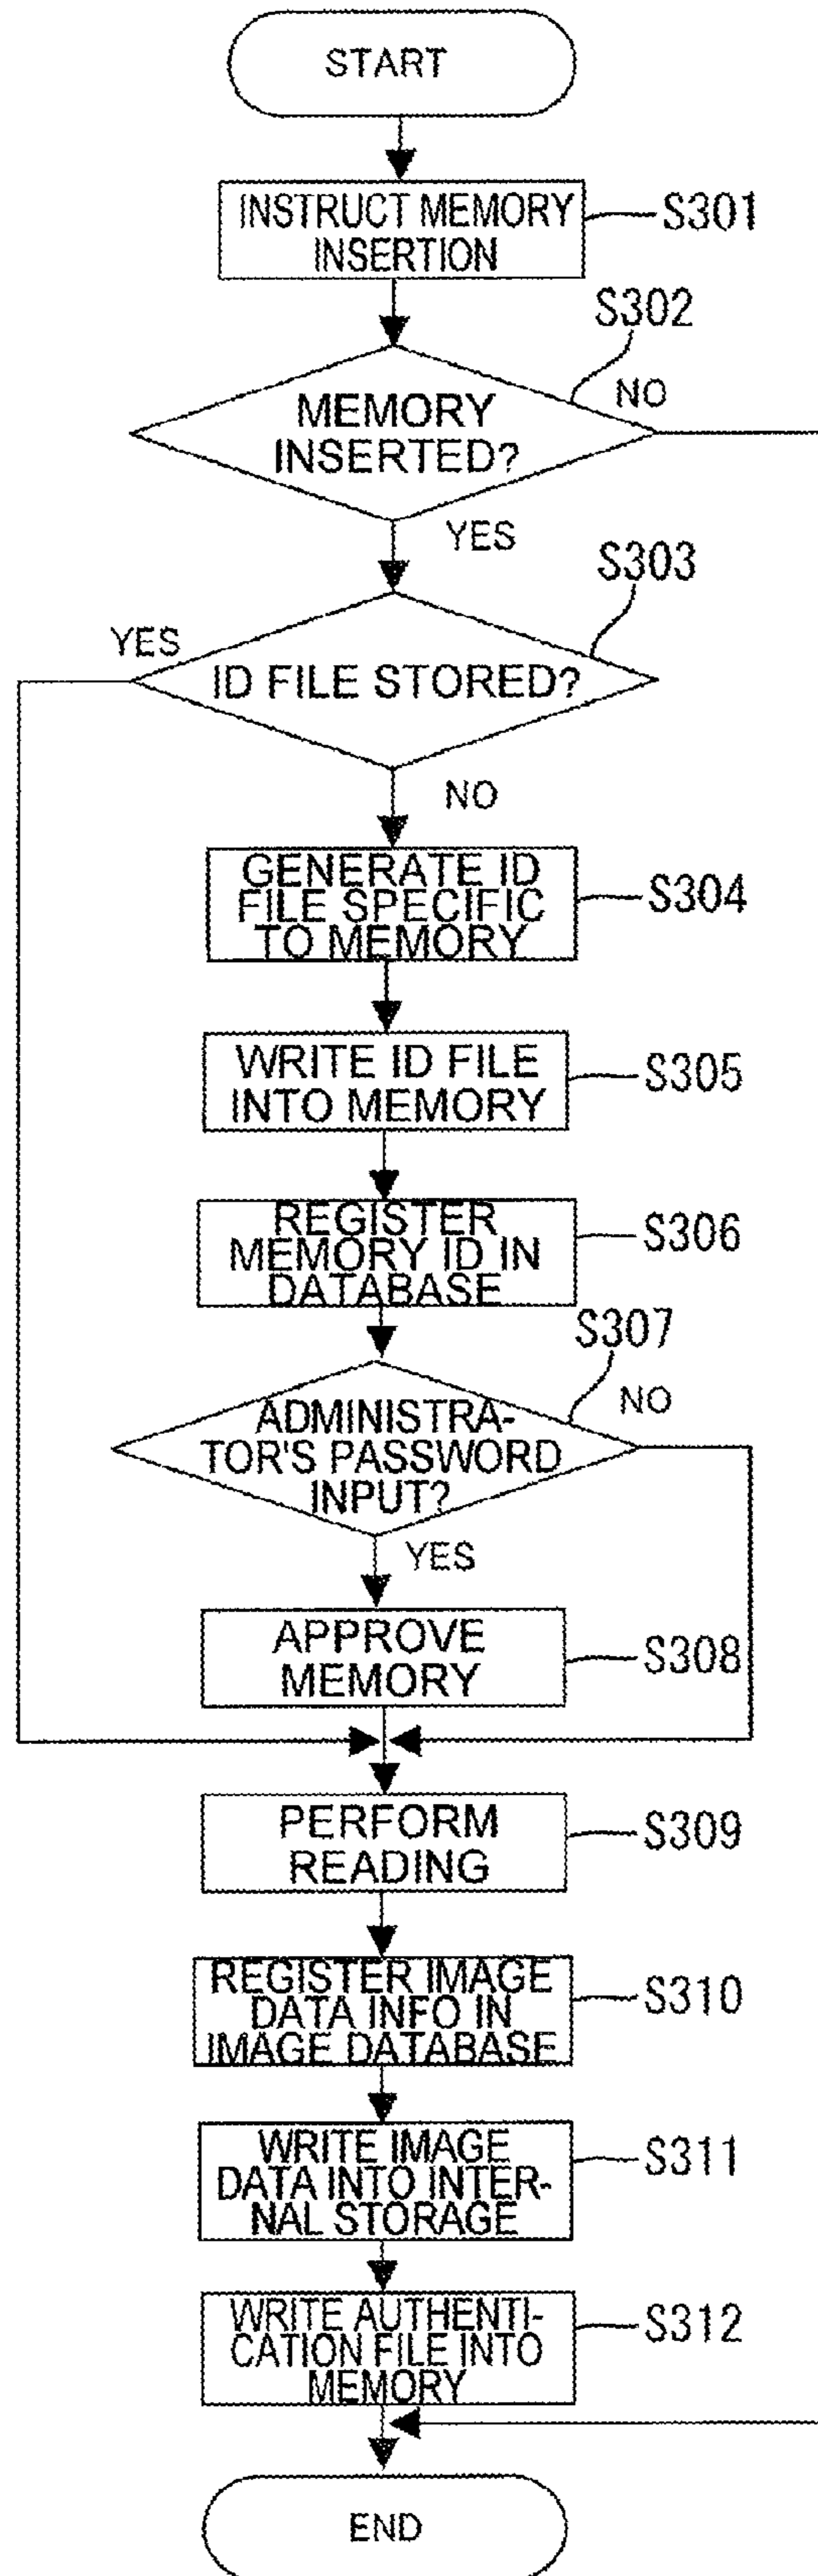 START
INSTRUCT MEMORY
INSERTION
S301
S302
MEMORY
INSERTED?
NO
YES
S303
YES
ID FILE STORED?
NO
GENERATE ID
FILE SPECIFIC
TO MEMORY
S304
WRITE ID FILE
INTO MEMORY
S305
REGISTER
MEMORY ID IN
DATABASE
S306
S307
ADMINISTRA-
TOR'S PASSWORD
INPUT?
NO
YES
APPROVE
MEMORY
S308
PERFORM
READING
S309
REGISTER IMAGE
DATA INFO IN
IMAGE DATABASE
S310
WRITE IMAGE
DATA INTO INTER-
NAL STORAGE
S311
WRITE AUTHENTI-
CATION FILE INTO
MEMORY
S312
END